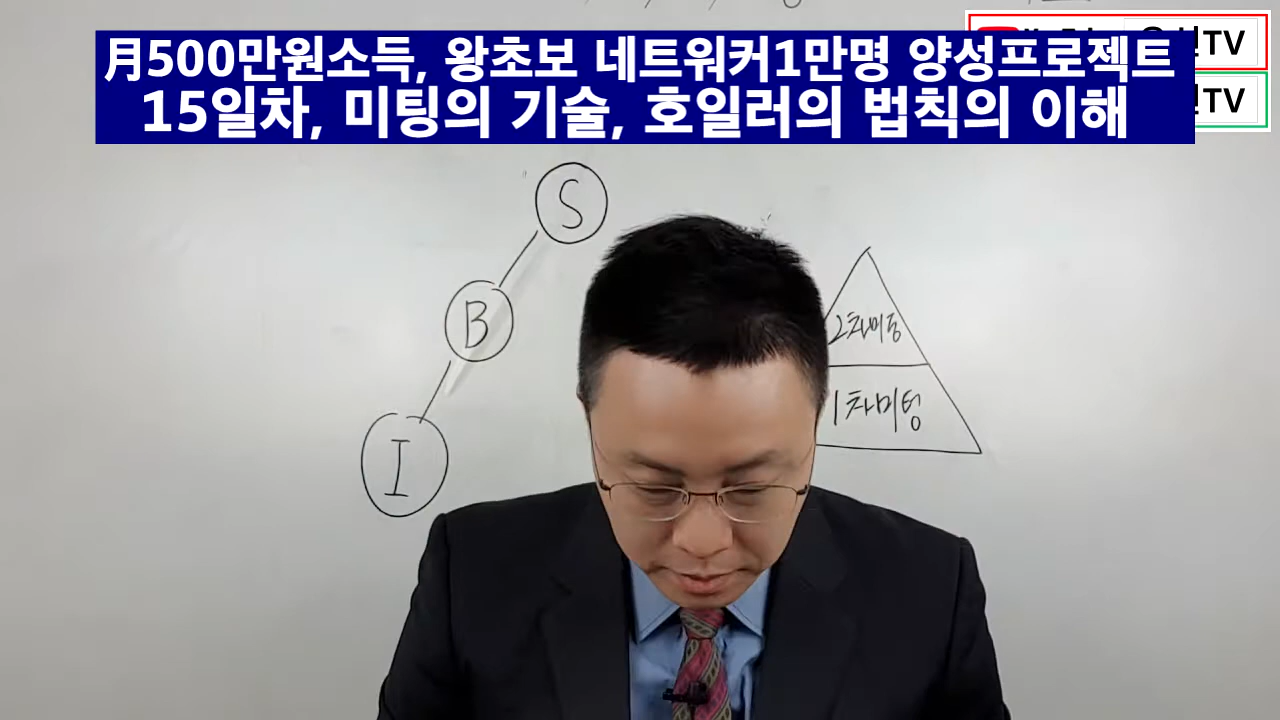 月500만원소득, 왕초보 네트워커1만명 양성프로젝트
15일차, 미팅의 기술, 호일러의 법칙의 이해
TV
TV
S
B
I
2차미팅
1차미팅